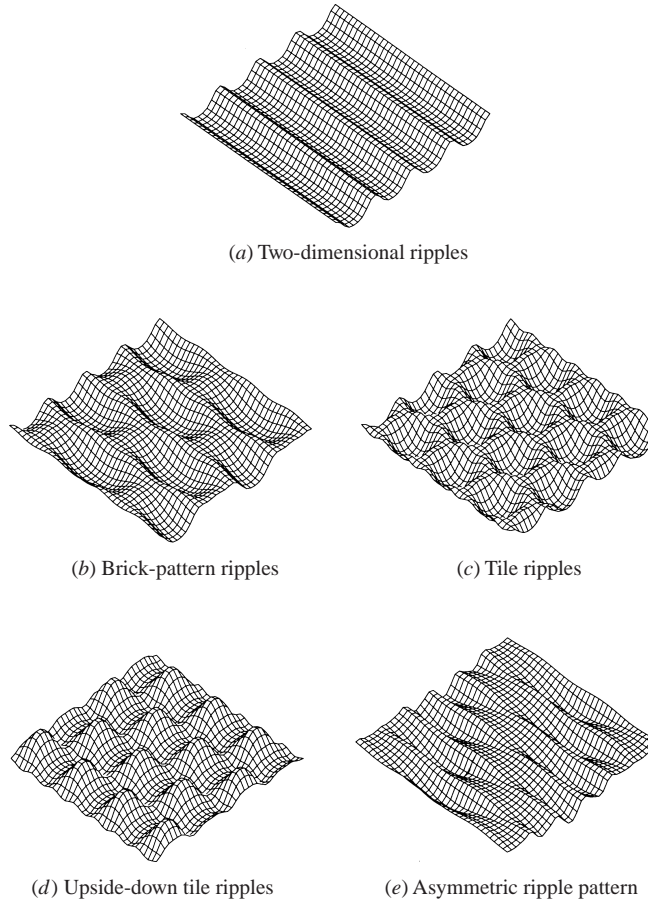 (a) Two-dimensional ripples
(b) Brick-pattern ripples
(c) Tile ripples
(d) Upside-down tile ripples
(e) Asymmetric ripple pattern